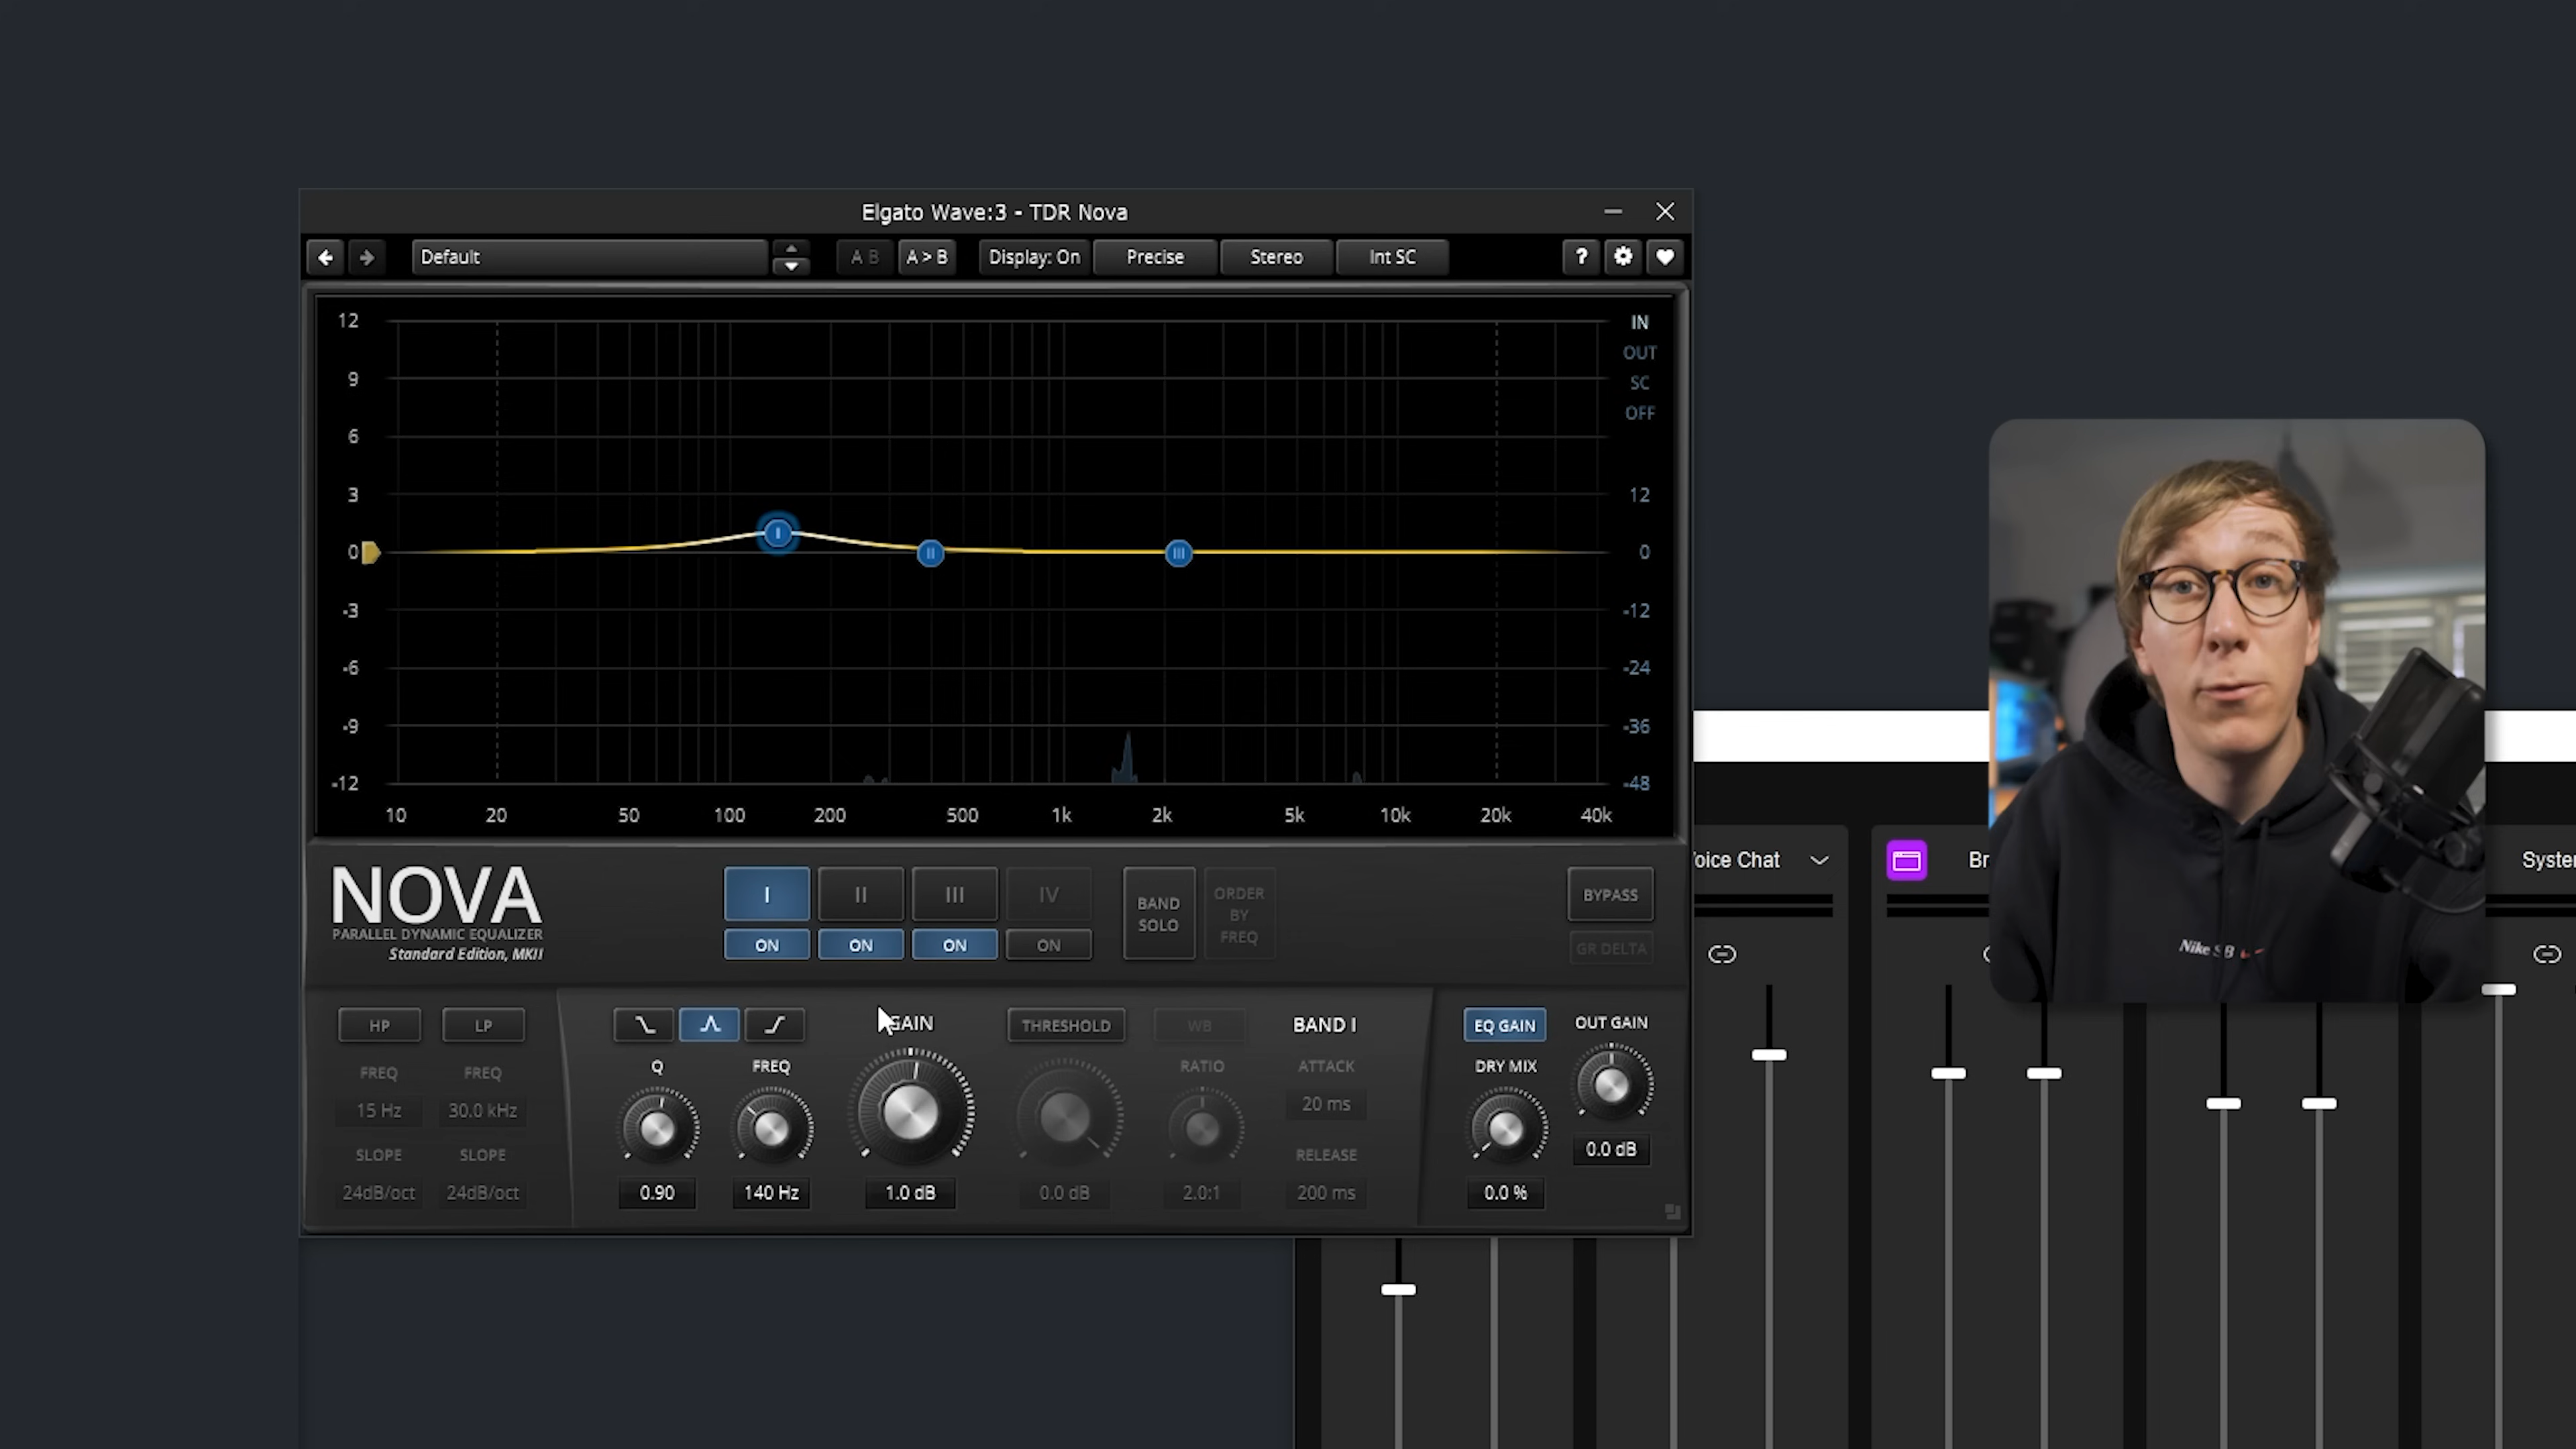 Elgato Wave:3 - TDR Nova
Default
A B
A > B
Display: On
Precise
Stereo
Int SC
?
12
9
6
3
0
-3
-6
-9
-12
IN
OUT
SC
OFF
12
0
-12
-24
-36
-48
I
II
III
10 20 50 100 200 500 1k 2k 5k 10k 20k 40k
NOVA
PARALLEL DYNAMIC EQUALIZER
Standard Edition, MKII
I II III IV
ON ON ON ON
BAND SOLO
ORDER BY FREQ
BYPASS
GR DELTA
HP
LP
FREQ
FREQ
15 Hz
30.0 kHz
SLOPE
SLOPE
24dB/oct
24dB/oct
Q
0.90
FREQ
140 Hz
GAIN
1.0 dB
THRESHOLD
0.0 dB
WB
RATIO
2.0:1
BAND I
ATTACK
20 ms
RELEASE
200 ms
EQ GAIN
DRY MIX
0.0 %
OUT GAIN
0.0 dB
oice Chat
Br
Syster
Nike SB